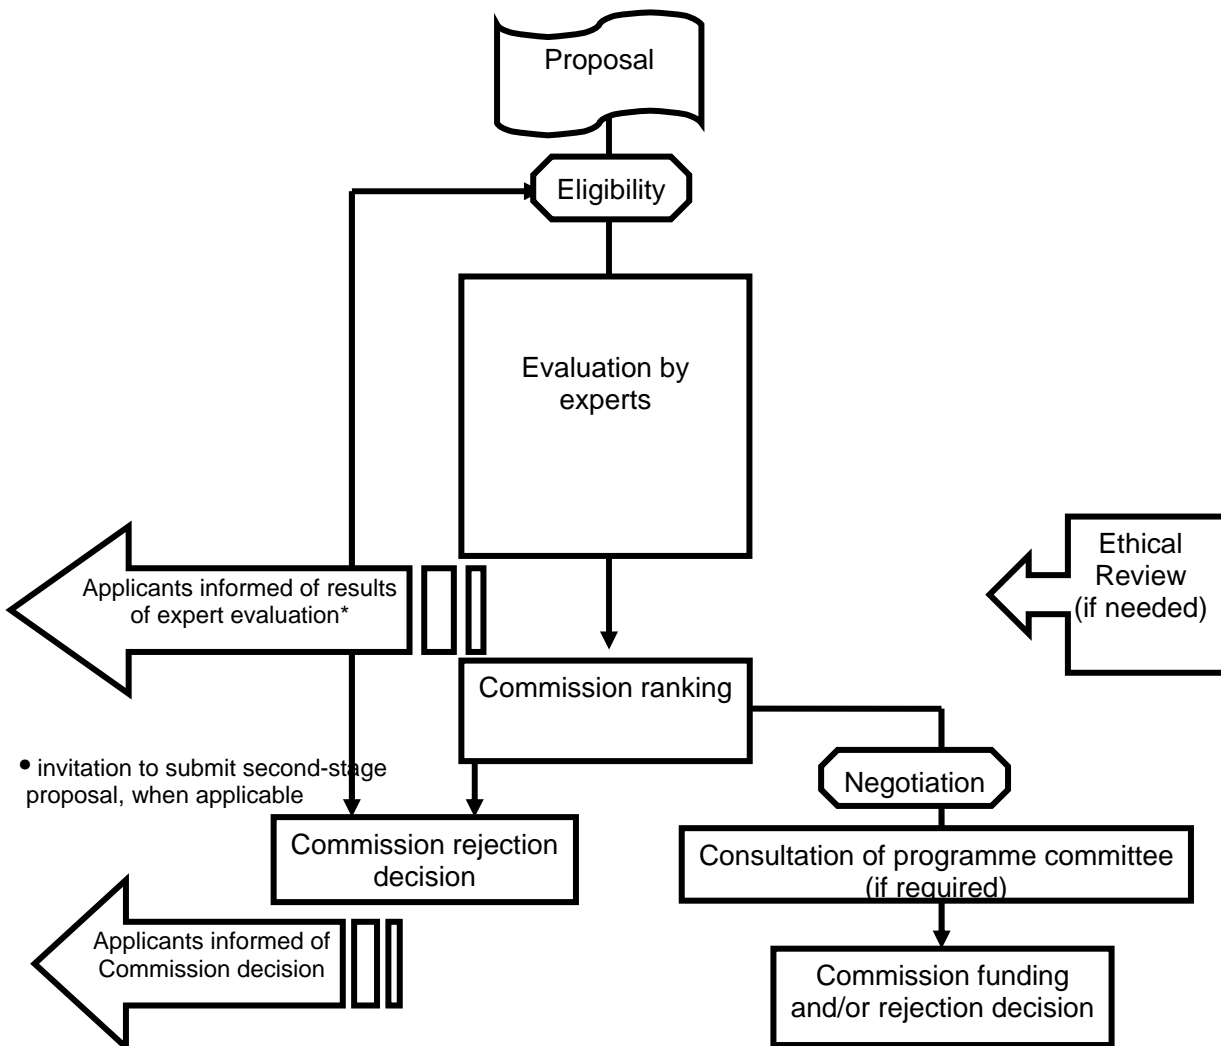 Proposal
Eligibility
Evaluation by
experts
Applicants informed of results
of expert evaluation*
Ethical
Review
(if needed)
Commission ranking
• invitation to submit second-stage
proposal, when applicable
Negotiation
Commission rejection
decision
Consultation of programme committee
(if required)
Applicants informed of
Commission decision
Commission funding
and/or rejection decision